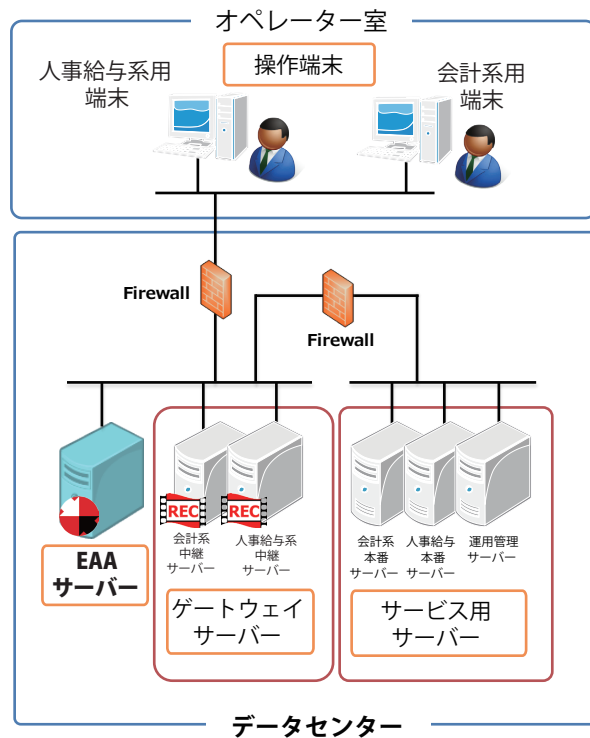 オペレーター室
人事給与系用
端末
操作端末
会計系用
端末
Firewall
Firewall
REC
REC
EAA
サーバー
会計系
中継
サーバー
人事給与系
中継
サーバー
ゲートウェイ
サーバー
会計系
本番
サーバー
人事給与
本番
サーバー
運用管理
サーバー
サービス用
サーバー
データセンター